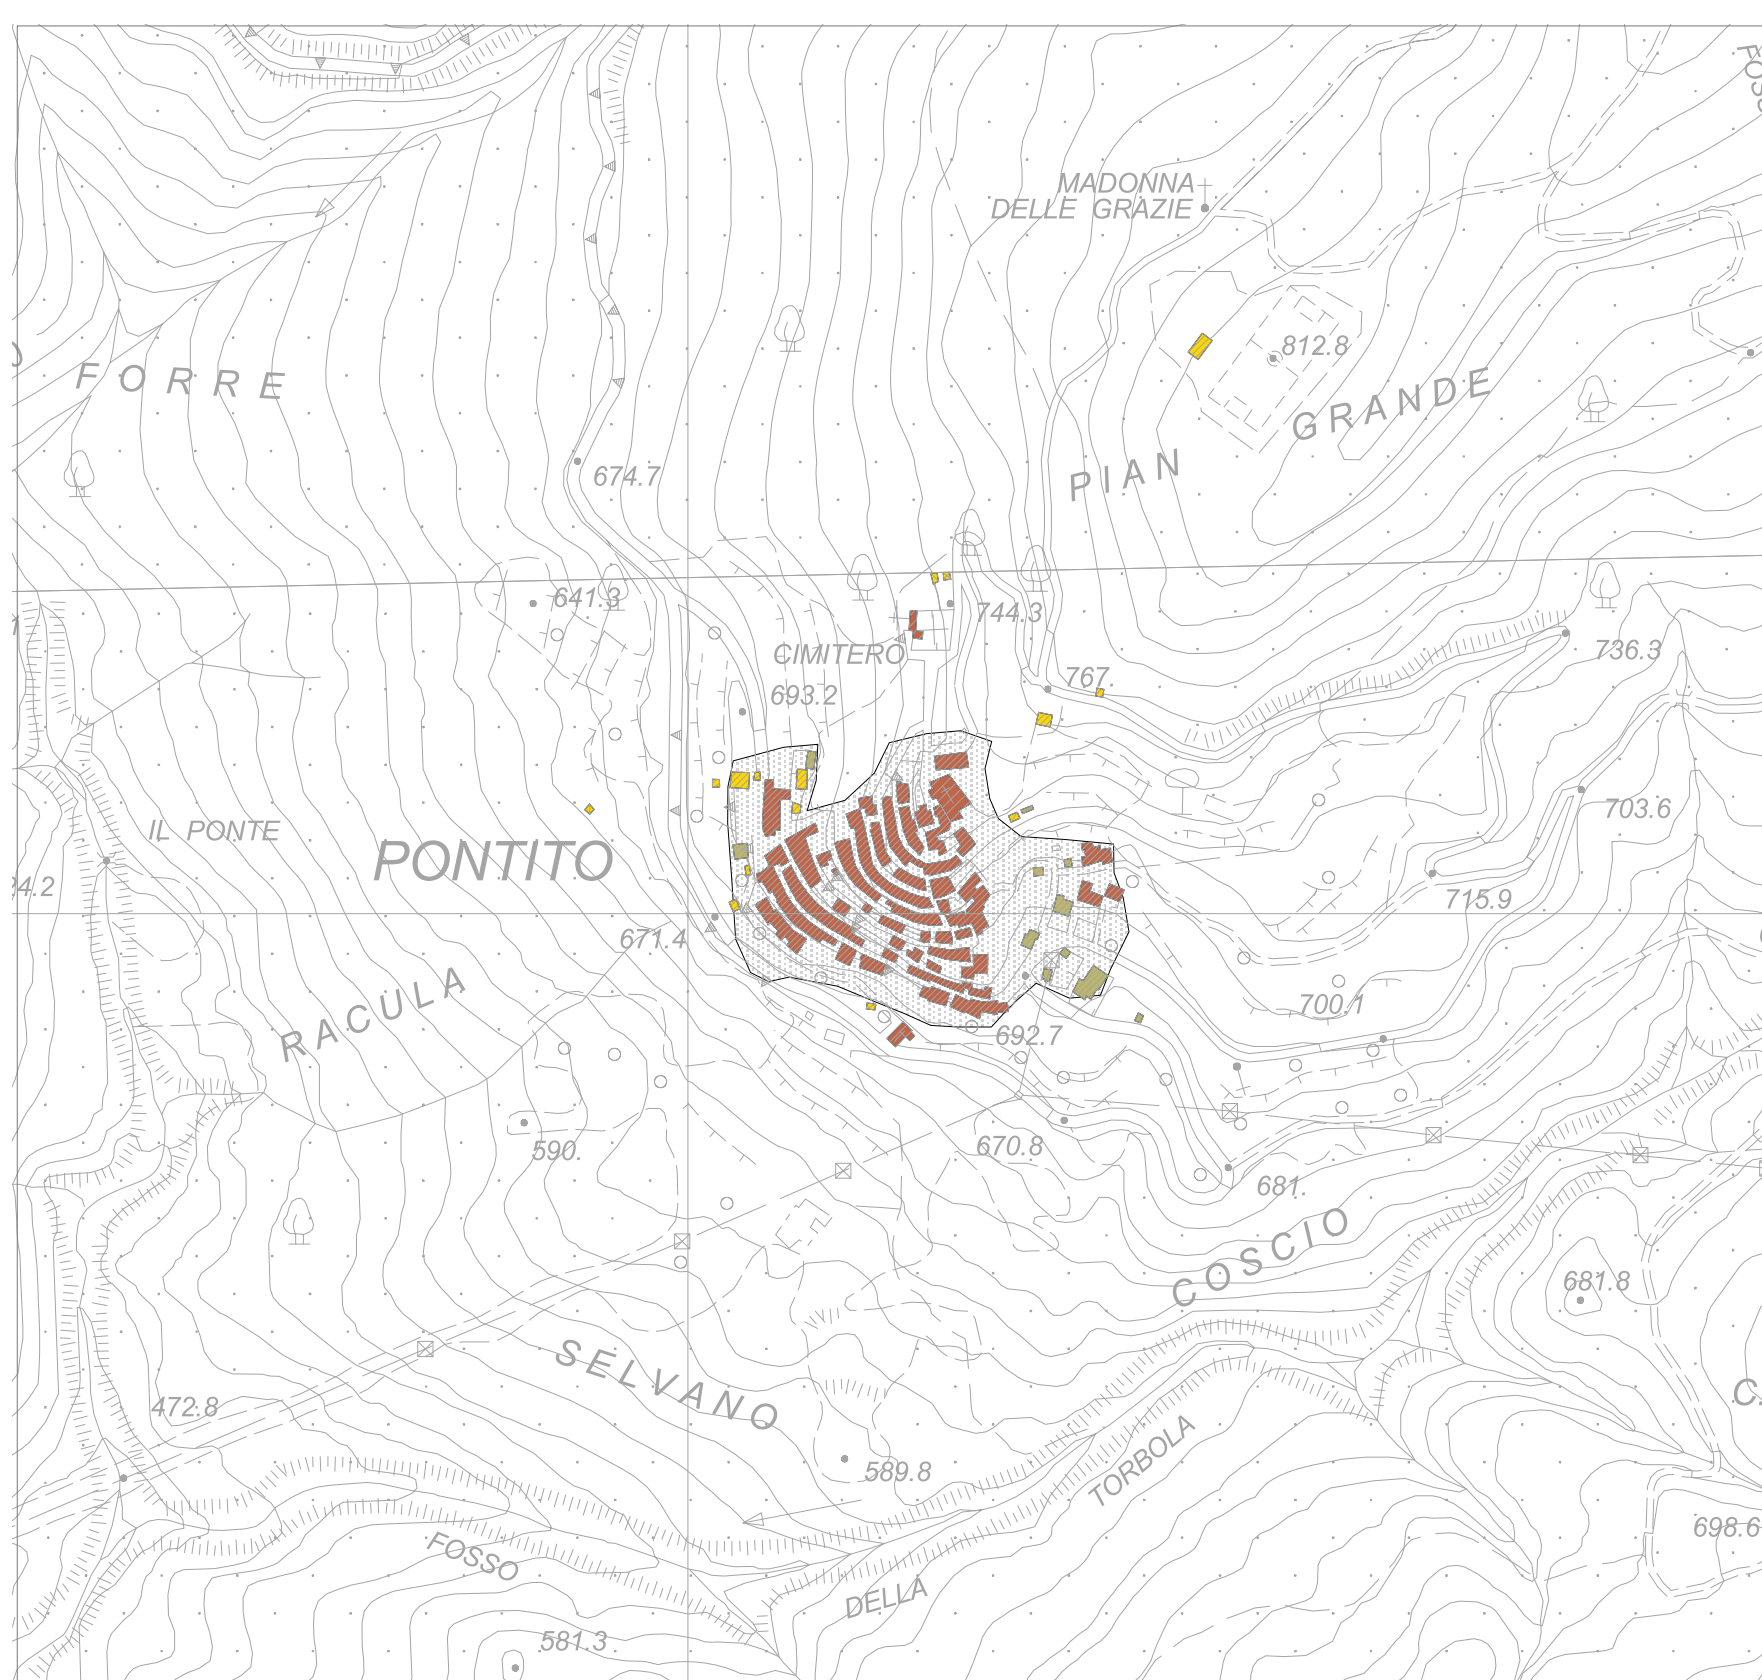 MADONNA
DELLE GRAZIE
812.8
FORRE
GRANDE
PIAN
674.7
641.3
744.3
CIMITERO
736.3
767.
693.2
703.6
IL PONTE
PONTITO
715.9
671.4
700.1
RACULA
692.7
590.
670.8
681.
COSCIO
681.8
SELVANO
472.8
589.8
TORBOLA
698.6
FOSSO
DELLA
581.3